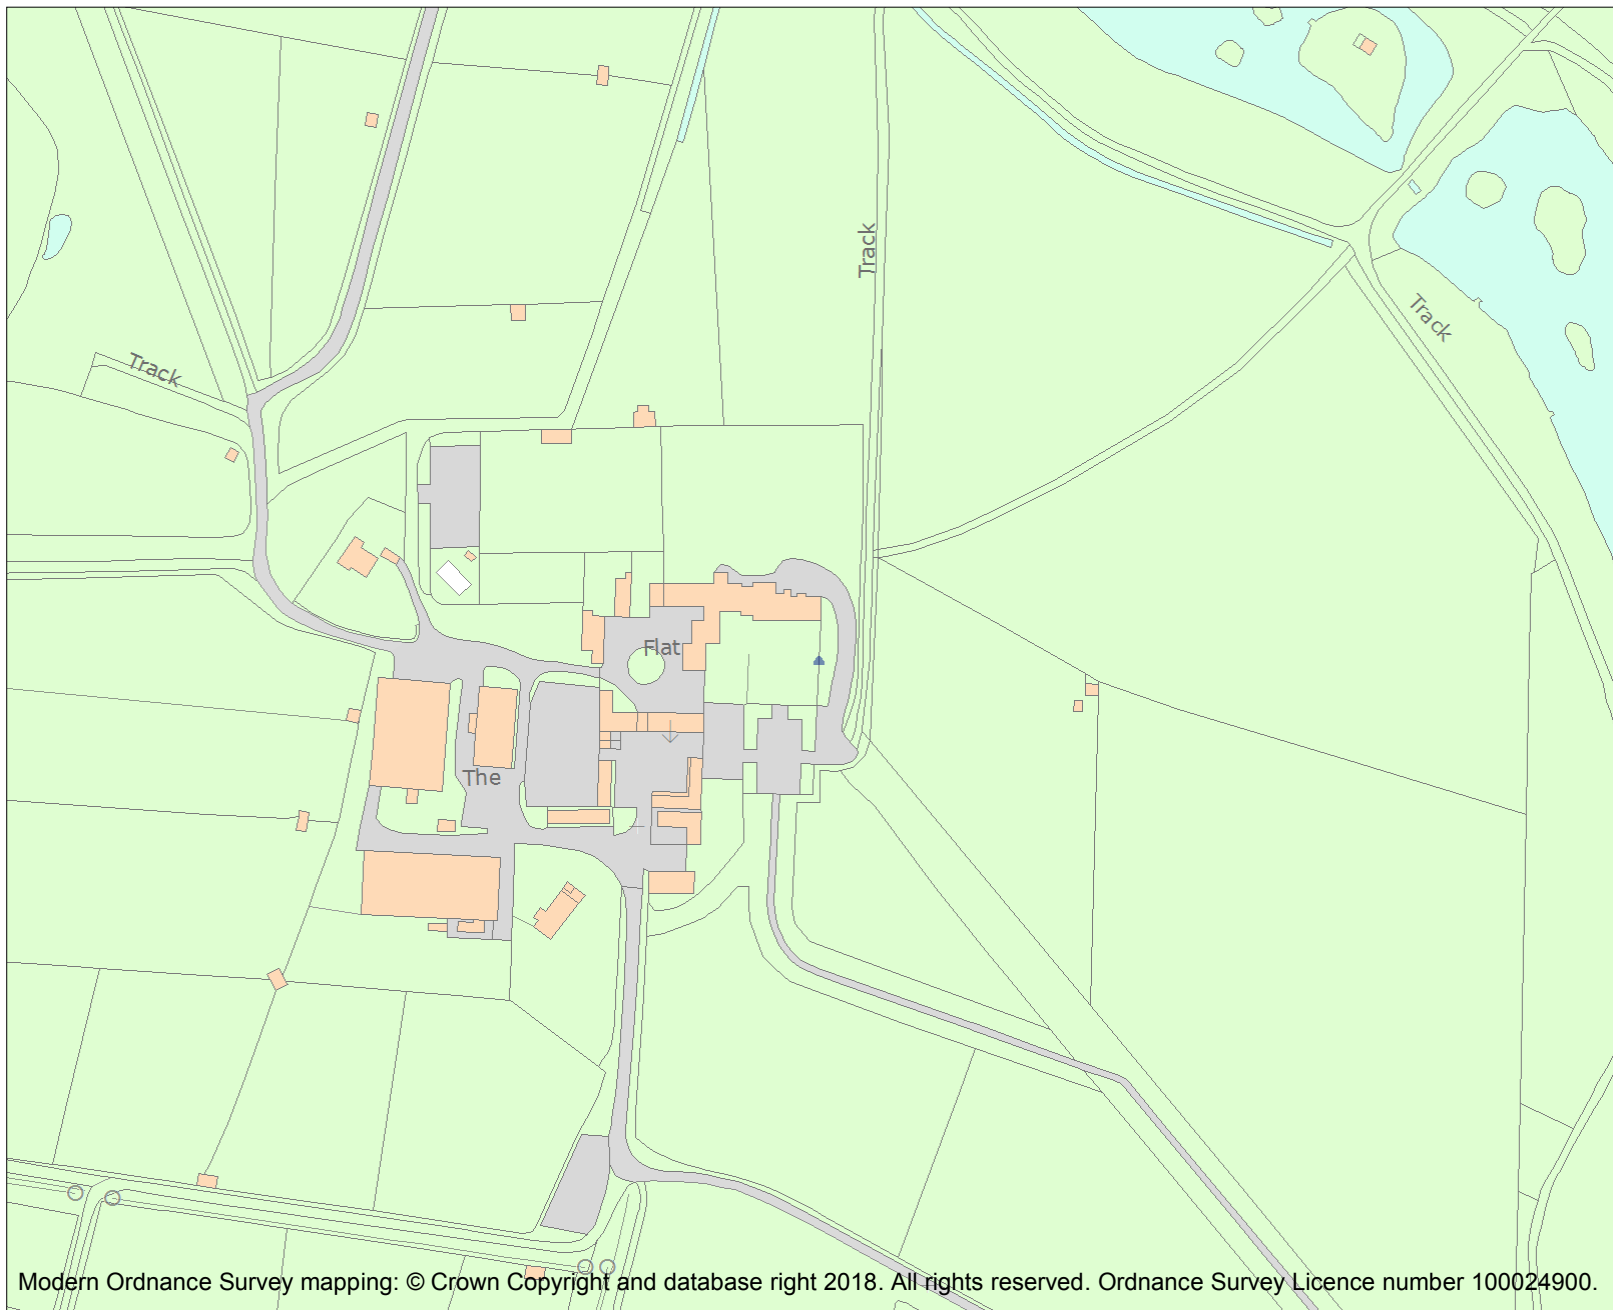 Track
Track
Track
Flat
The
Modern Ordnance Survey mapping: © Crown Copyright and database right 2018. All rights reserved. Ordnance Survey Licence number 100024900.